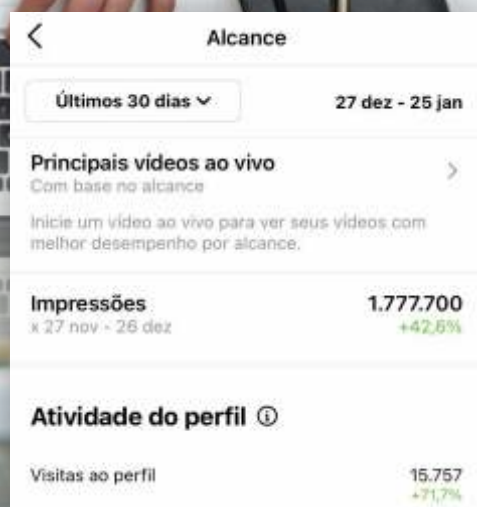 Alcance
Últimos 30 dias
27 dez - 25 jan
Principais vídeos ao vivo
Com base no alcance
Inicie um vídeo ao vivo para ver seus vídeos com
melhor desempenho por alcance.
Impressões
1.777.700
x 27 nov - 26 dez
+42,6%
Atividade do perfil
Visitas ao perfil
15.757
+71,7%